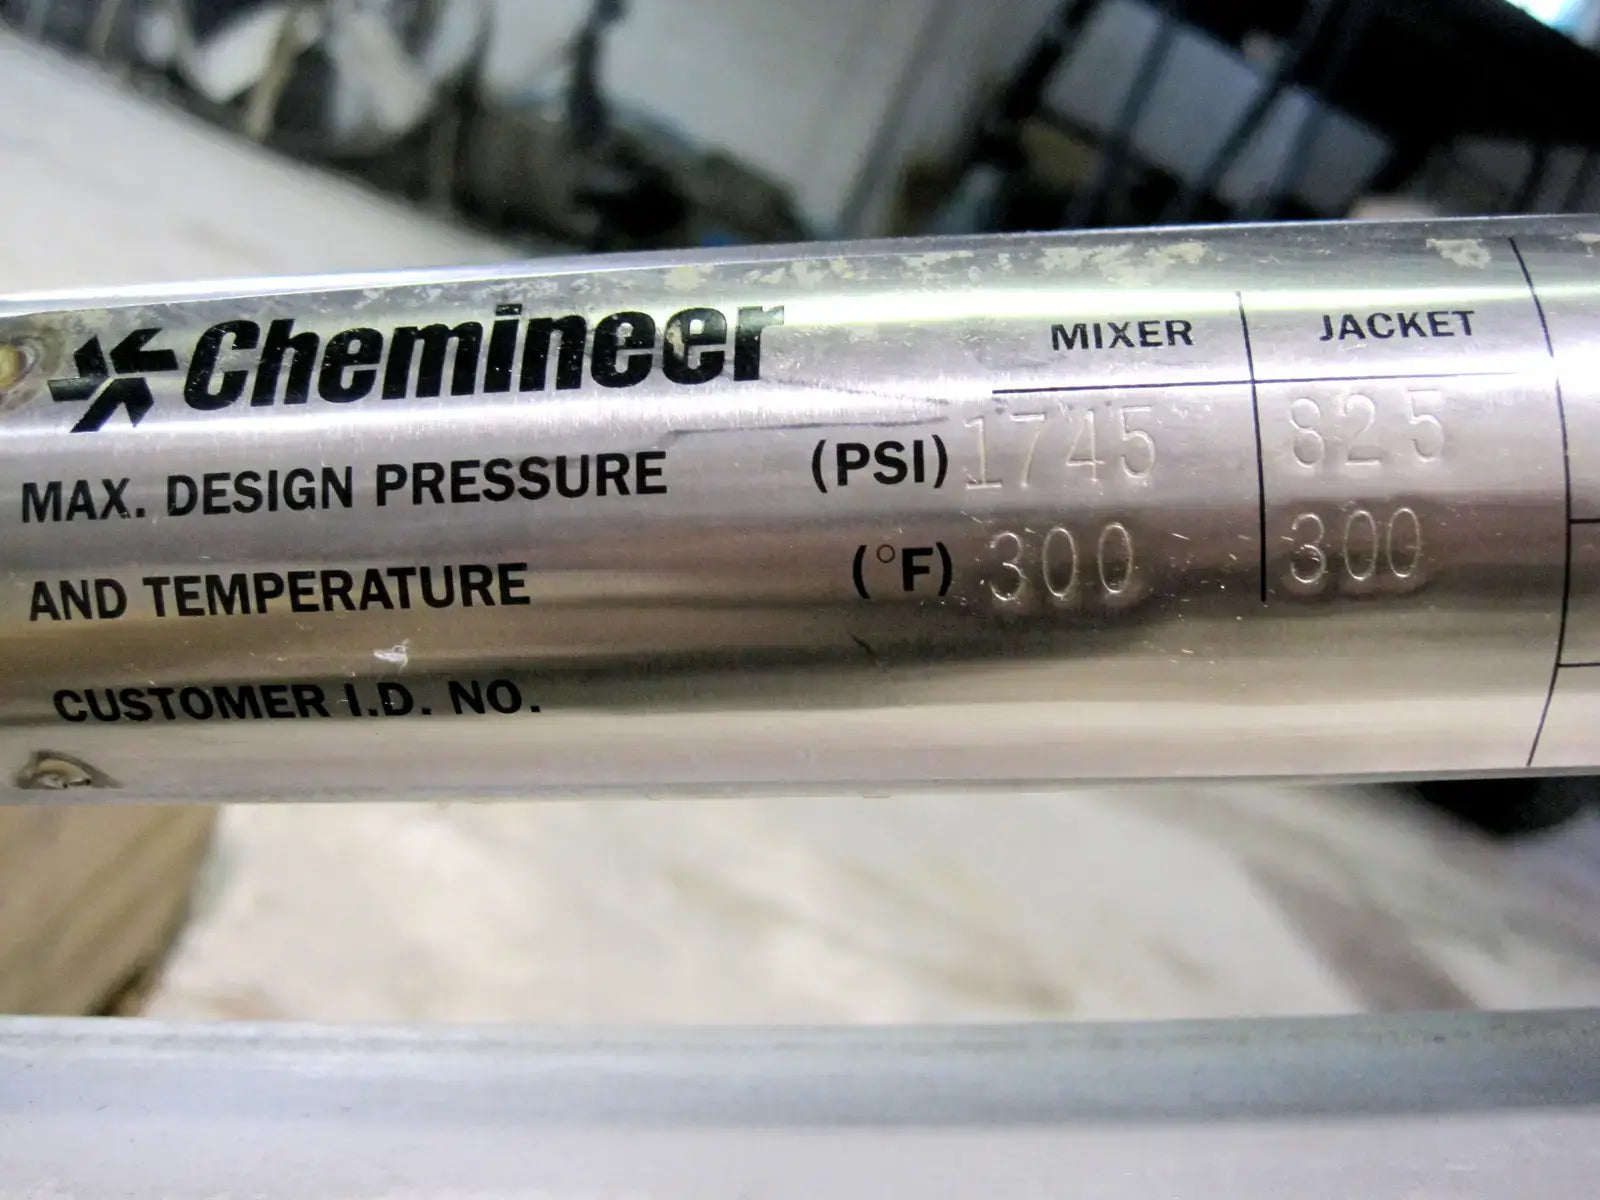 Chemineer
MIXER JACKET
MAX. DESIGN PRESSURE (PSI) 1745 825
AND TEMPERATURE (°F) 300 300
CUSTOMER I.D. NO.